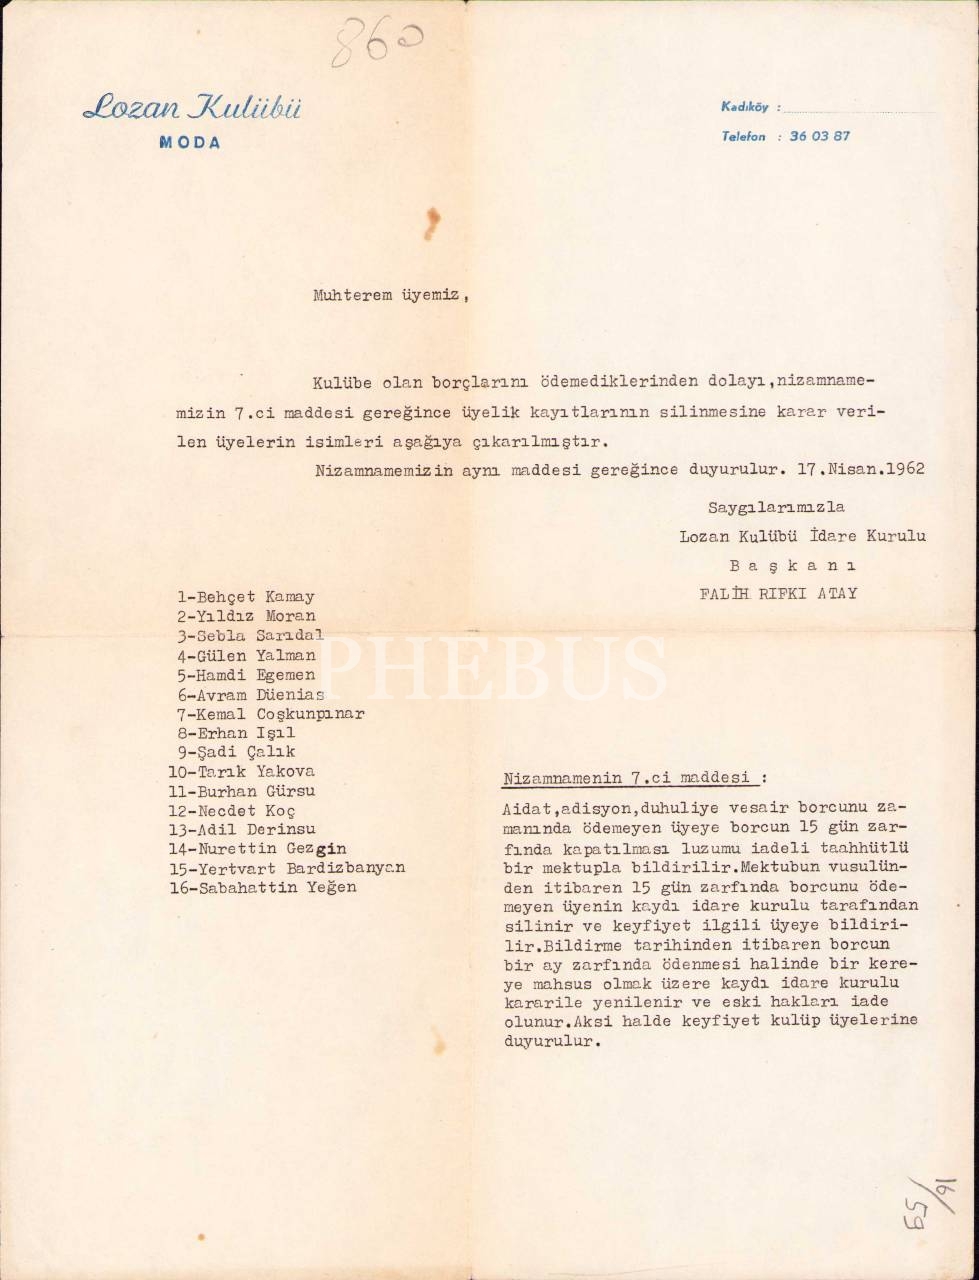 860
Lozan Kulübü
MODA
Kadıköy :
Telefon : 36 03 87
Muhterem üyemiz,
Kulübe olan borçlarını ödemediklerinden dolayı,nizamname-
mizin 7.ci maddesi gereğince üyelik kayıtlarının silinmesine karar veri-
len üyelerin isimleri aşağıya çıkarılmıştır.
Nizamnamemizin aynı maddesi gereğince duyurulur. 17.Nisan.1962
Saygılarımızla
Lozan Kulübü İdare Kurulu
B a ş k a n ı
FALİH RIFKI ATAY
1-Behçet Kamay
2-Yıldız Moran
3-Sebla Sarıdal
4-Gülen Yalman
5-Hamdi Egemen
6-Avram Düenias
7-Kemal Coşkunpınar
8-Erhan Işıl
9-Şadi Çalık
10-Tarık Yakova
11-Burhan Gürsu
12-Necdet Koç
13-Adil Derinsu
14-Nurettin Gezgin
15-Yertvart Bardizbanyan
16-Sabahattin Yeğen
PHEBUS
Nizamnamenin 7.ci maddesi :
Aidat,adisyon,duhuliye vesair borcunu za-
manında ödemeyen üyeye borcun 15 gün zar-
fında kapatılması luzumu iadeli taahhütlü
bir mektupla bildirilir.Mektubun vusulün-
den itibaren 15 gün zarfında borcunu öde-
meyen üyenin kaydı idare kurulu tarafından
silinir ve keyfiyet ilgili üyeye bildiri-
lir.Bildirme tarihinden itibaren borcun
bir ay zarfında ödenmesi halinde bir kere-
ye mahsus olmak üzere kaydı idare kurulu
kararile yenilenir ve eski hakları iade
olunur.Aksi halde keyfiyet kulüp üyelerine
duyurulur.
16/59